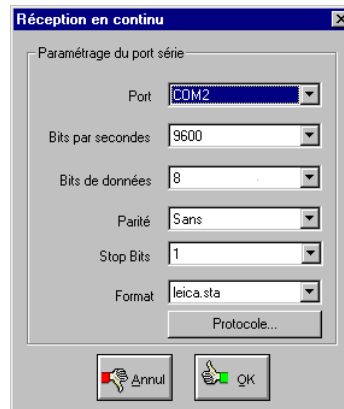 Réception en continu
Paramétrage du port série
Port COM2
Bits par secondes 9600
Bits de données 8
Parité Sans
Stop Bits 1
Format leica.sta
Protocole...
Annul OK